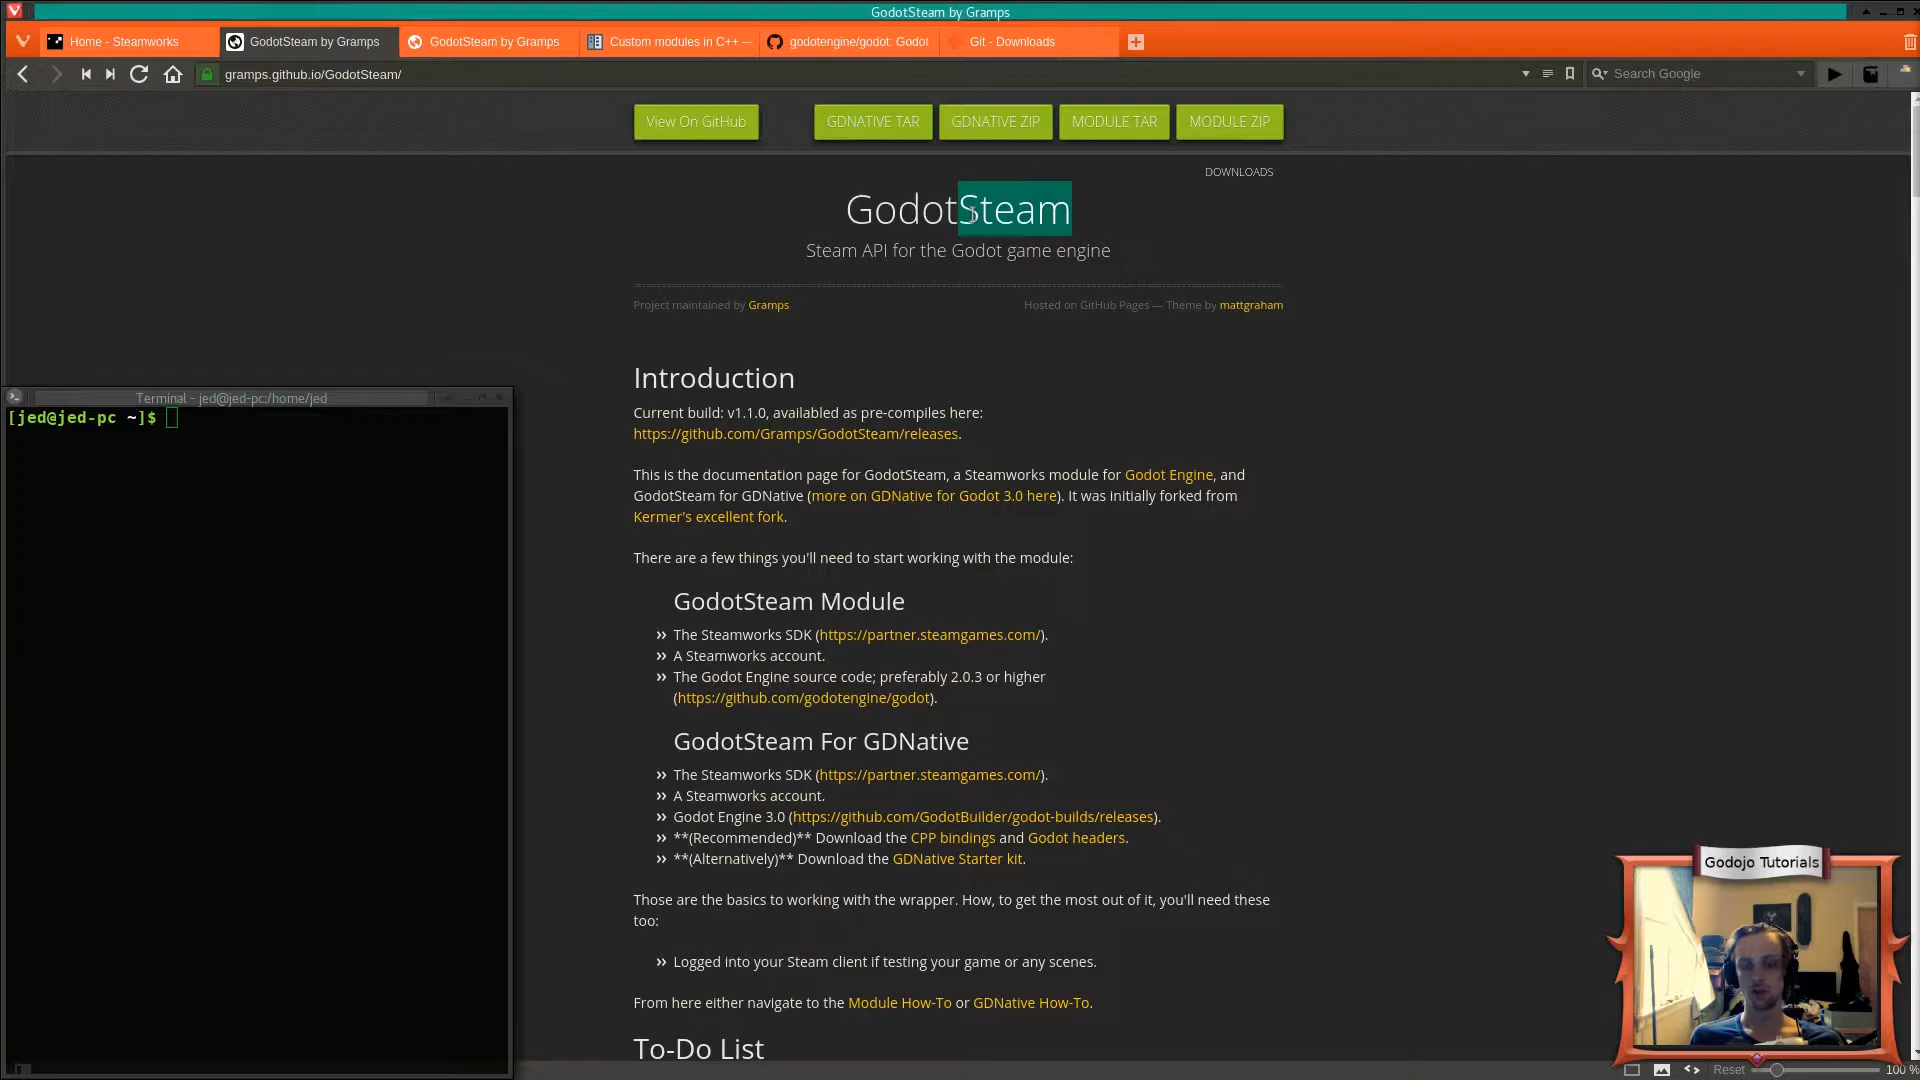 GodotSteam by Gramps
Home - Steamworks
GodotSteam by Gramps
GodotSteam by Gramps
Custom modules in C++ —
godotengine/godot: Godot
Git - Downloads
gramps.github.io/GodotSteam/
Search Google
View On GitHub
GDNATIVE TAR
GDNATIVE ZIP
MODULE TAR
MODULE ZIP
DOWNLOADS
GodotSteam
Steam API for the Godot game engine
Project maintained by Gramps
Hosted on GitHub Pages — Theme by mattgraham
Introduction
Current build: v1.1.0, availabled as pre-compiles here:
https://github.com/Gramps/GodotSteam/releases.
This is the documentation page for GodotSteam, a Steamworks module for Godot Engine, and
GodotSteam for GDNative (more on GDNative for Godot 3.0 here). It was initially forked from
Kermer's excellent fork.
There are a few things you'll need to start working with the module:
GodotSteam Module
» The Steamworks SDK (https://partner.steamgames.com/).
» A Steamworks account.
» The Godot Engine source code; preferably 2.0.3 or higher
(https://github.com/godotengine/godot).
GodotSteam For GDNative
» The Steamworks SDK (https://partner.steamgames.com/).
» A Steamworks account.
» Godot Engine 3.0 (https://github.com/GodotBuilder/godot-builds/releases).
» **(Recommended)** Download the CPP bindings and Godot headers.
» **(Alternatively)** Download the GDNative Starter kit.
Those are the basics to working with the wrapper. How, to get the most out of it, you'll need these
too:
» Logged into your Steam client if testing your game or any scenes.
From here either navigate to the Module How-To or GDNative How-To.
To-Do List
Terminal - jed@jed-pc:/home/jed
[jed@jed-pc ~]$
Godojo Tutorials
Reset
100 %